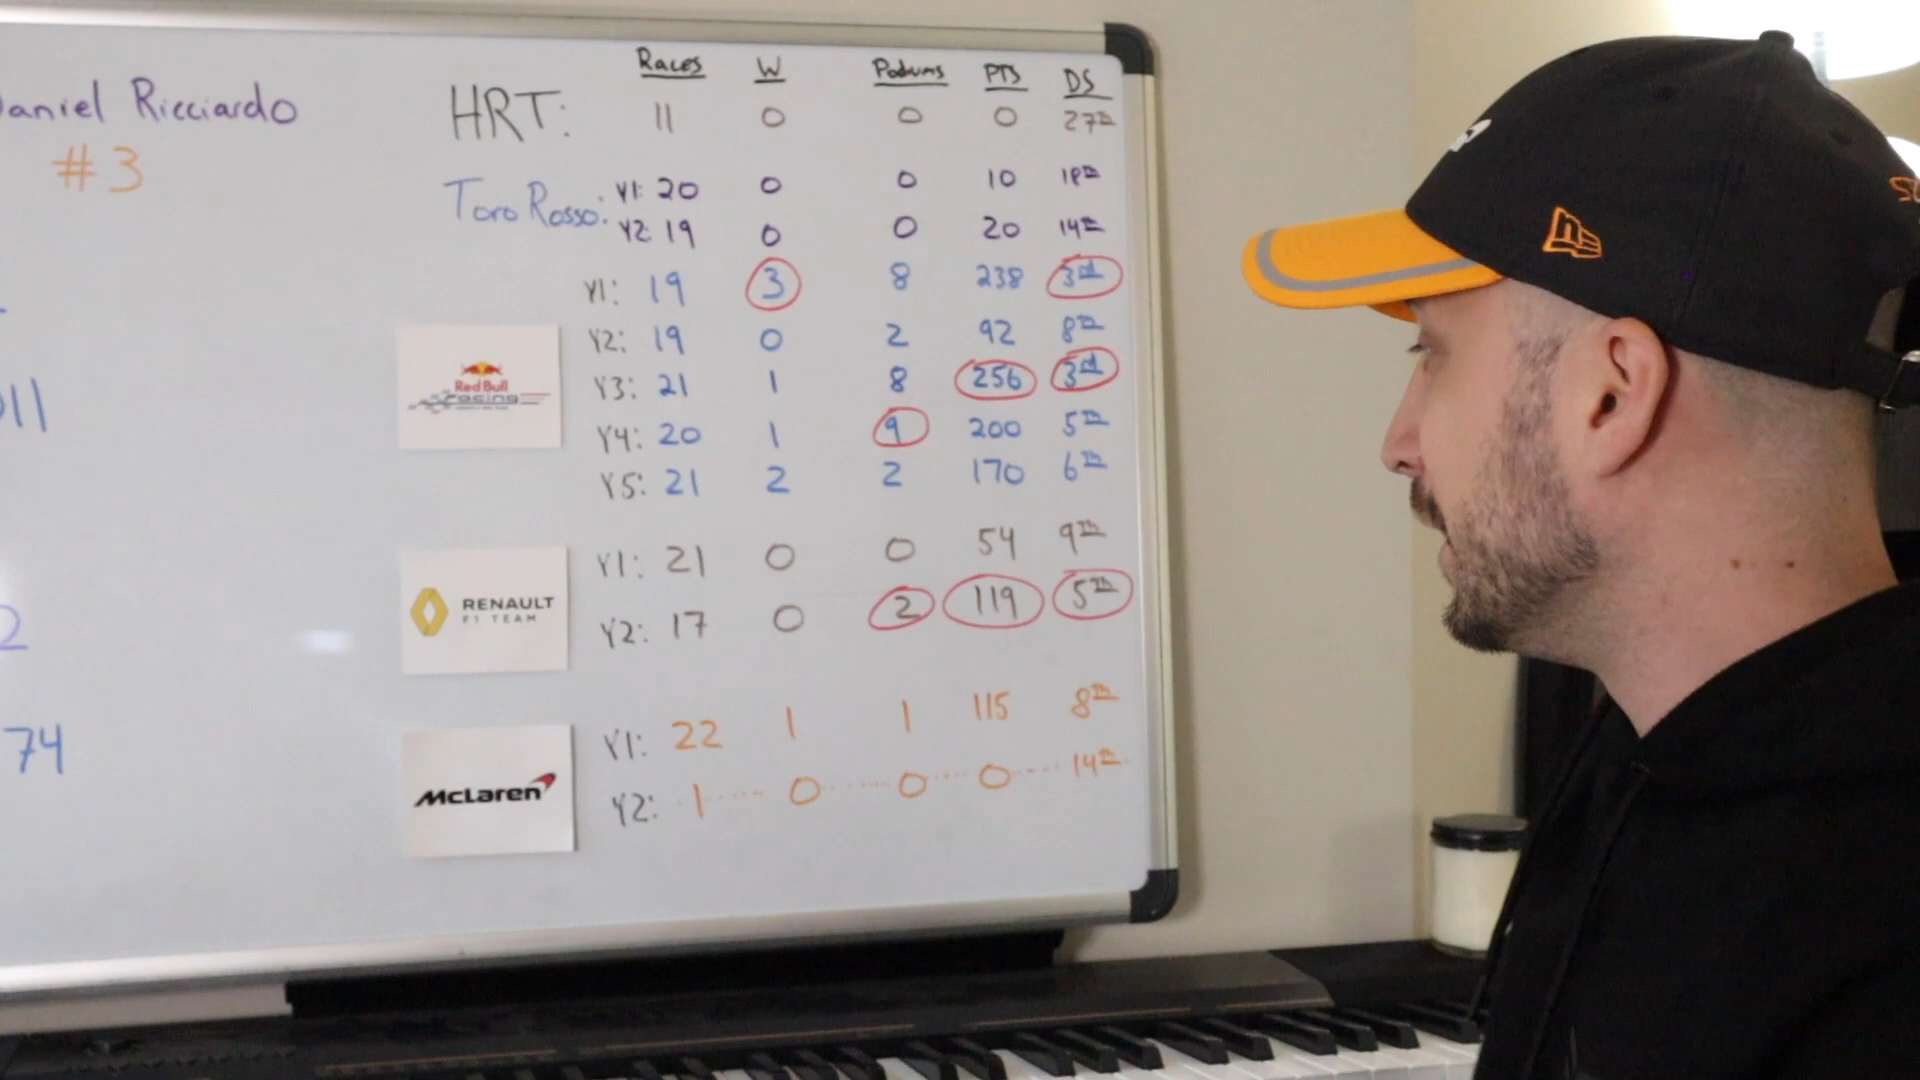 Daniel Ricciardo
#3
011
2
74
Races W Podiums PTS DS
HRT: 11 0 0 0 27th
Toro Rosso: Y1: 20 0 0 10 18th
Y2: 19 0 0 20 14th
Y1: 19 3 8 238 3rd
Y2: 19 0 2 92 8th
Y3: 21 1 8 256 3rd
Y4: 20 1 9 200 5th
Y5: 21 2 2 170 6th
Red Bull
racing
Y1: 21 0 0 54 9th
Y2: 17 0 2 119 5th
RENAULT
F1 TEAM
Y1: 22 1 1 115 8th
Y2: 1 0 0 0 14th
McLaren